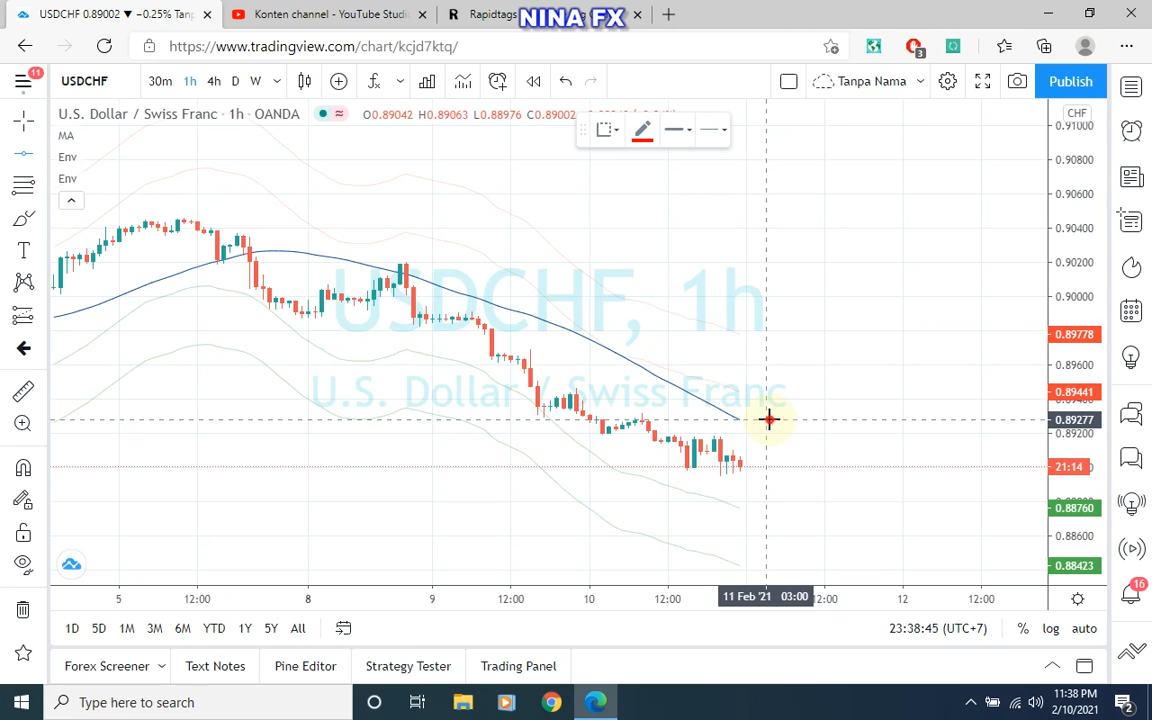 USDCHF 0.89002 ▼ −0.25% Tanp
Konten channel - YouTube Studi
Rapidtags
NINA FX
https://www.tradingview.com/chart/kcjd7ktq/
3
11
USDCHF
30m 1h 4h D W
Tanpa Nama
Publish
U.S. Dollar / Swiss Franc · 1h · OANDA
O0.89042 H0.89063 L0.88976 C0.89002
MA
Env
Env
CHF
0.91000
0.90800
0.90600
0.90400
0.90200
0.90000
0.89778
0.89600
0.89441
0.89277
0.89200
21:14
0.88760
0.88600
0.88423
USDCHF, 1h
U.S. Dollar / Swiss Franc
5 12:00 8 9 12:00 10 12:00 11 Feb '21 03:00 12:00 12 12:00
1D 5D 1M 3M 6M YTD 1Y 5Y All
23:38:45 (UTC+7) % log auto
16
Forex Screener Text Notes Pine Editor Strategy Tester Trading Panel
Type here to search
11:38 PM
2/10/2021
2